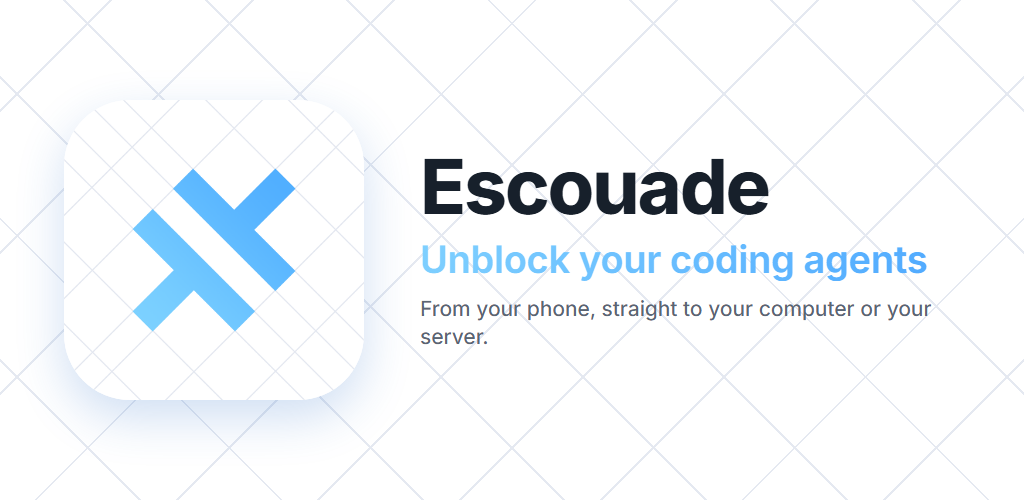 Escouade
Unblock your coding agents
From your phone, straight to your computer or your
server.